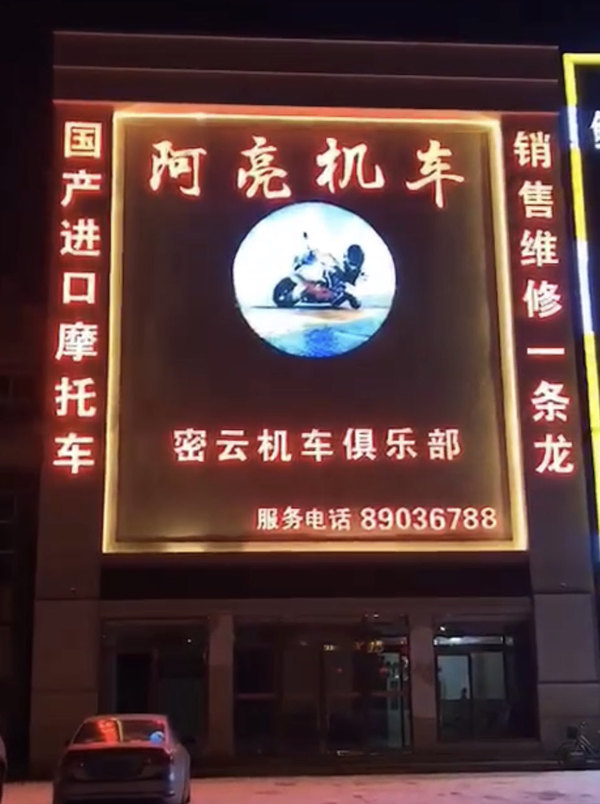 阿亮机车
国产进口摩托车
销售维修一条龙
密云机车俱乐部
服务电话 89036788